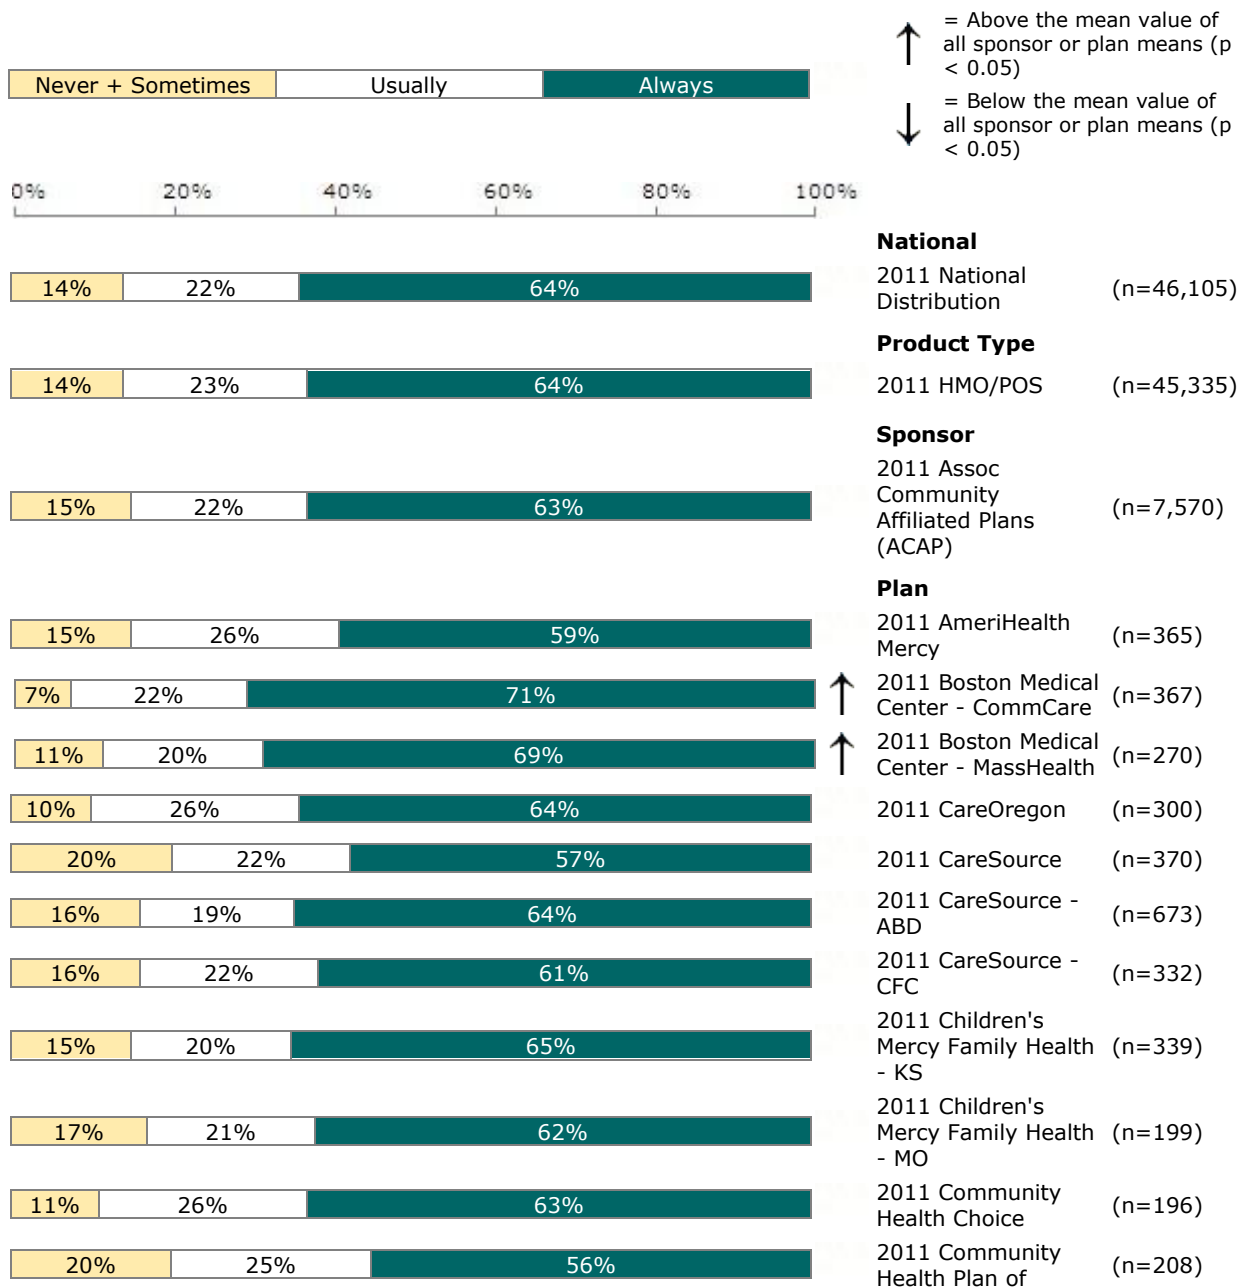 = Above the mean value of
all sponsor or plan means (p
< 0.05)
Never + Sometimes Usually Always
= Below the mean value of
all sponsor or plan means (p
< 0.05)
0% 20% 40% 60% 80% 100%
National
14% 22% 64% 2011 National
Distribution (n=46,105)
Product Type
14% 23% 64% 2011 HMO/POS (n=45,335)
Sponsor
2011 Assoc
Community
15% 22% 63% Affiliated Plans (n=7,570)
(ACAP)
Plan
15% 26% 59% 2011 AmeriHealth
Mercy (n=365)
7% 22% 71% 2011 Boston Medical
Center - CommCare (n=367)
11% 20% 69% 2011 Boston Medical
Center - MassHealth (n=270)
10% 26% 64% 2011 CareOregon (n=300)
20% 22% 57% 2011 CareSource (n=370)
16% 19% 64% 2011 CareSource -
ABD (n=673)
16% 22% 61% 2011 CareSource -
CFC (n=332)
2011 Children's
15% 20% 65% Mercy Family Health (n=339)
- KS
2011 Children's
17% 21% 62% Mercy Family Health (n=199)
- MO
11% 26% 63% 2011 Community
Health Choice (n=196)
20% 25% 56% 2011 Community
Health Plan of (n=208)